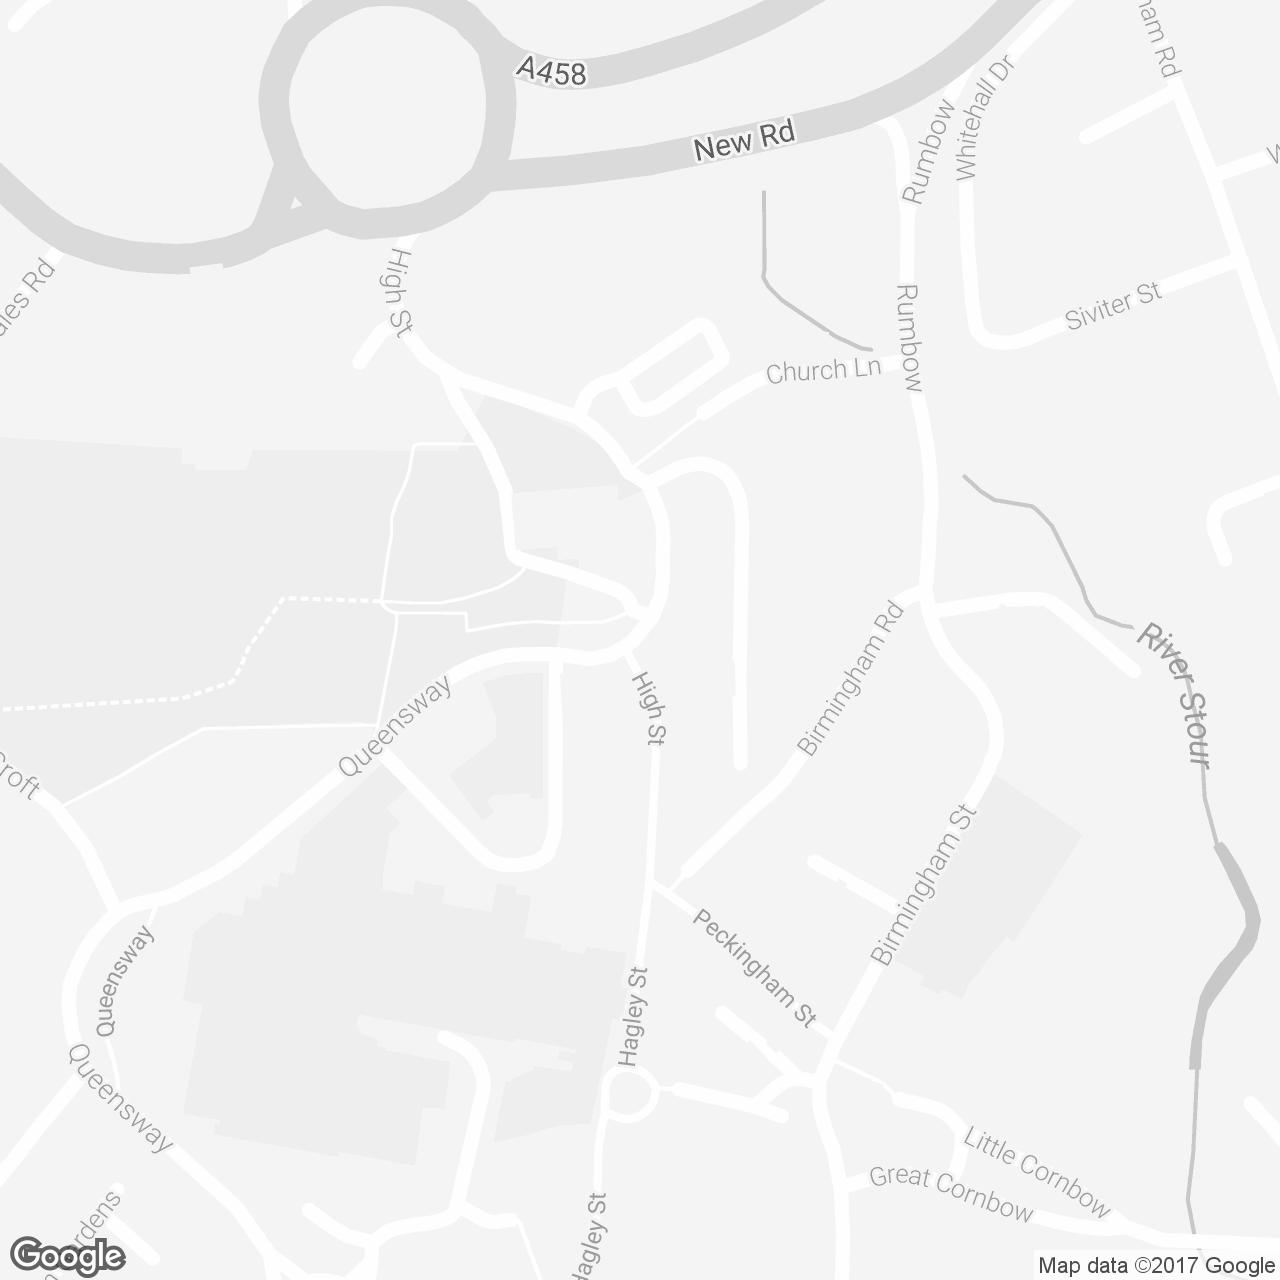 A458
New Rd
Rumbow
Whitehall Dr
High St
Rumbow
Siviter St
Church Ln
Birmingham Rd
River Stour
High St
Queensway
Croft
Birmingham St
Peckingham St
Queensway
Hagley St
Queensway
Little Cornbow
Great Cornbow
Hagley St
Google
Map data ©2017 Google